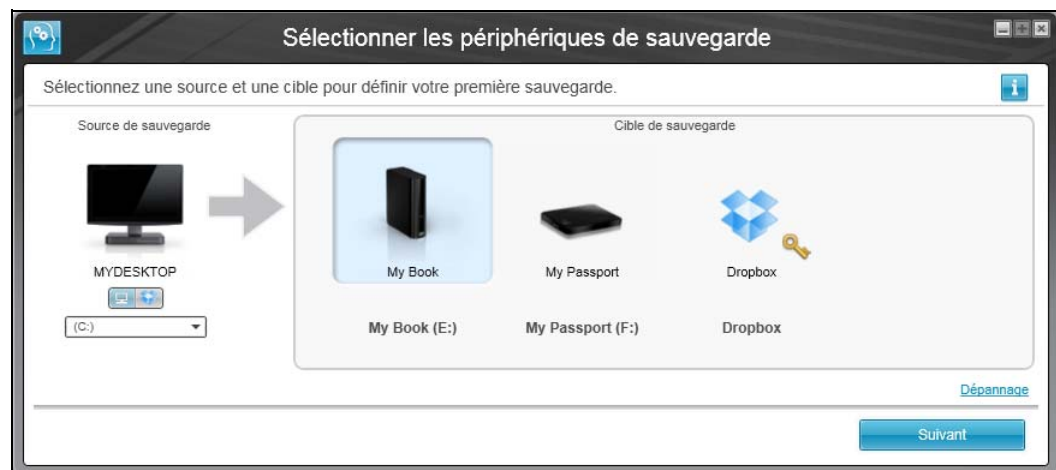 Sélectionner les périphériques de sauvegarde
Sélectionnez une source et une cible pour définir votre première sauvegarde.
i
Source de sauvegarde
Cible de sauvegarde
MYDESKTOP
My Book
My Passport
Dropbox
(C:)
My Book (E:)
My Passport (F:)
Dropbox
Dépannage
Suivant